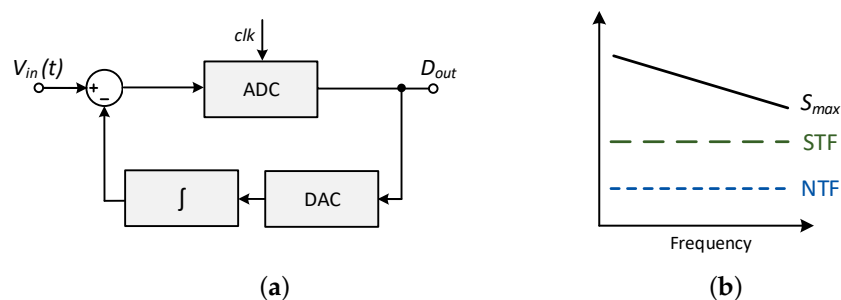 clk
V_in(t)
+
−
ADC
D_out
∫
DAC
(a)
S_max
STF
NTF
Frequency
(b)